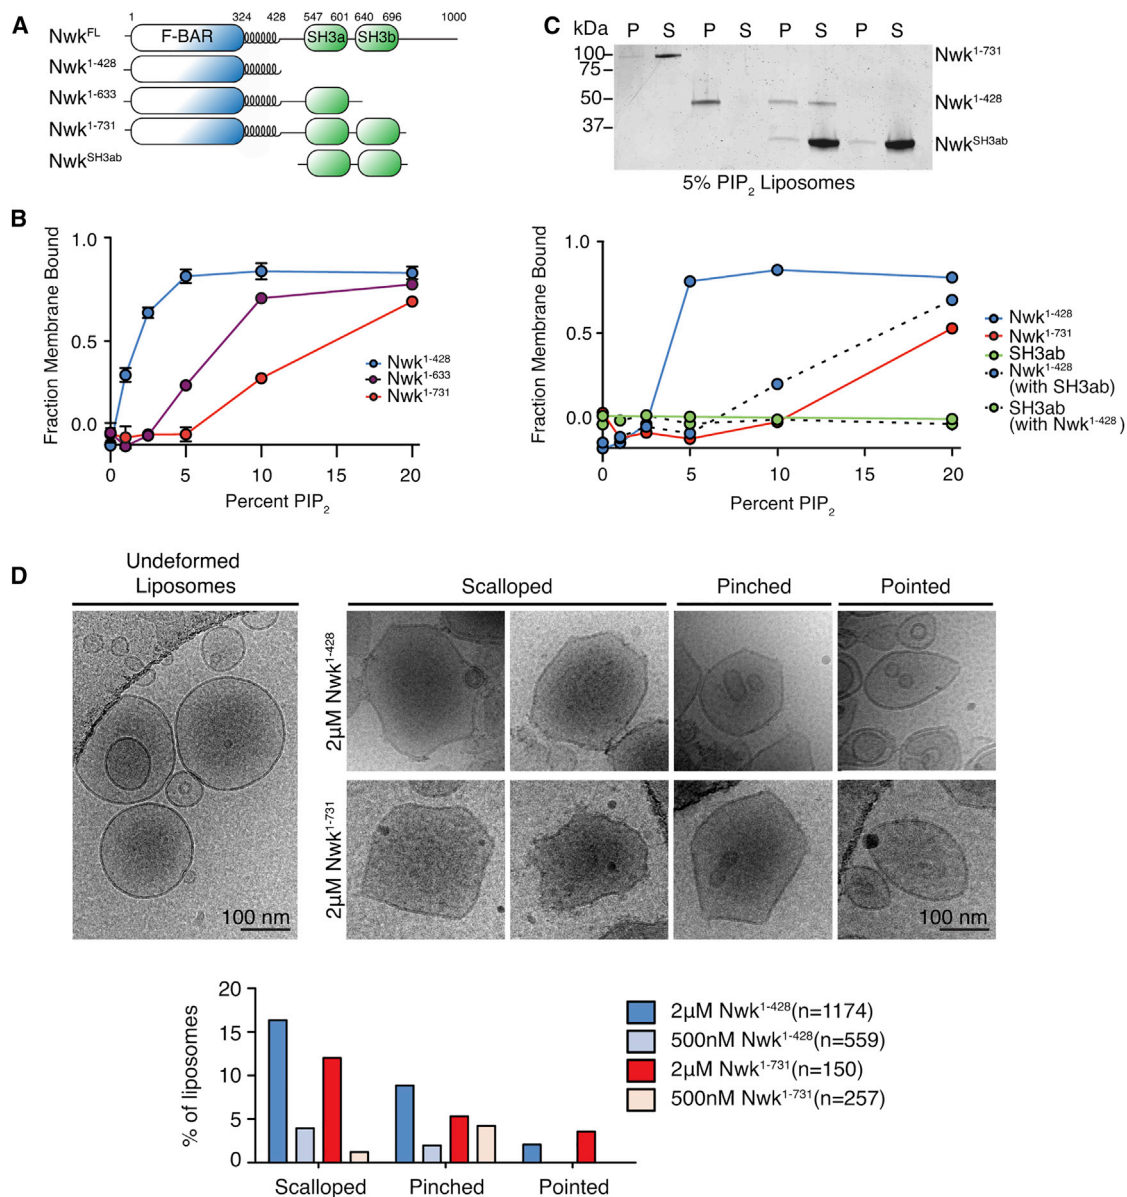 A
1 324 428 547 601 640 696 1000
Nwk^FL F-BAR SH3a SH3b
Nwk^1-428
Nwk^1-633
Nwk^1-731
Nwk^SH3ab
C
kDa P S P S P S P S
100
75
50
37
Nwk^1-731
Nwk^1-428
Nwk^SH3ab
5% PIP₂ Liposomes
B
Fraction Membrane Bound
1.0
0.5
0.0
0 5 10 15 20
Percent PIP₂
Nwk^1-428
Nwk^1-633
Nwk^1-731
Fraction Membrane Bound
1.0
0.5
0.0
0 5 10 15 20
Percent PIP₂
Nwk^1-428
Nwk^1-731
SH3ab
Nwk^1-428
(with SH3ab)
SH3ab
(with Nwk^1-428)
D
Undeformed
Liposomes
Scalloped Pinched Pointed
2μM Nwk^1-428
2μM Nwk^1-731
100 nm
100 nm
% of liposomes
20
15
10
5
0
Scalloped Pinched Pointed
2μM Nwk^1-428(n=1174)
500nM Nwk^1-428(n=559)
2μM Nwk^1-731(n=150)
500nM Nwk^1-731(n=257)